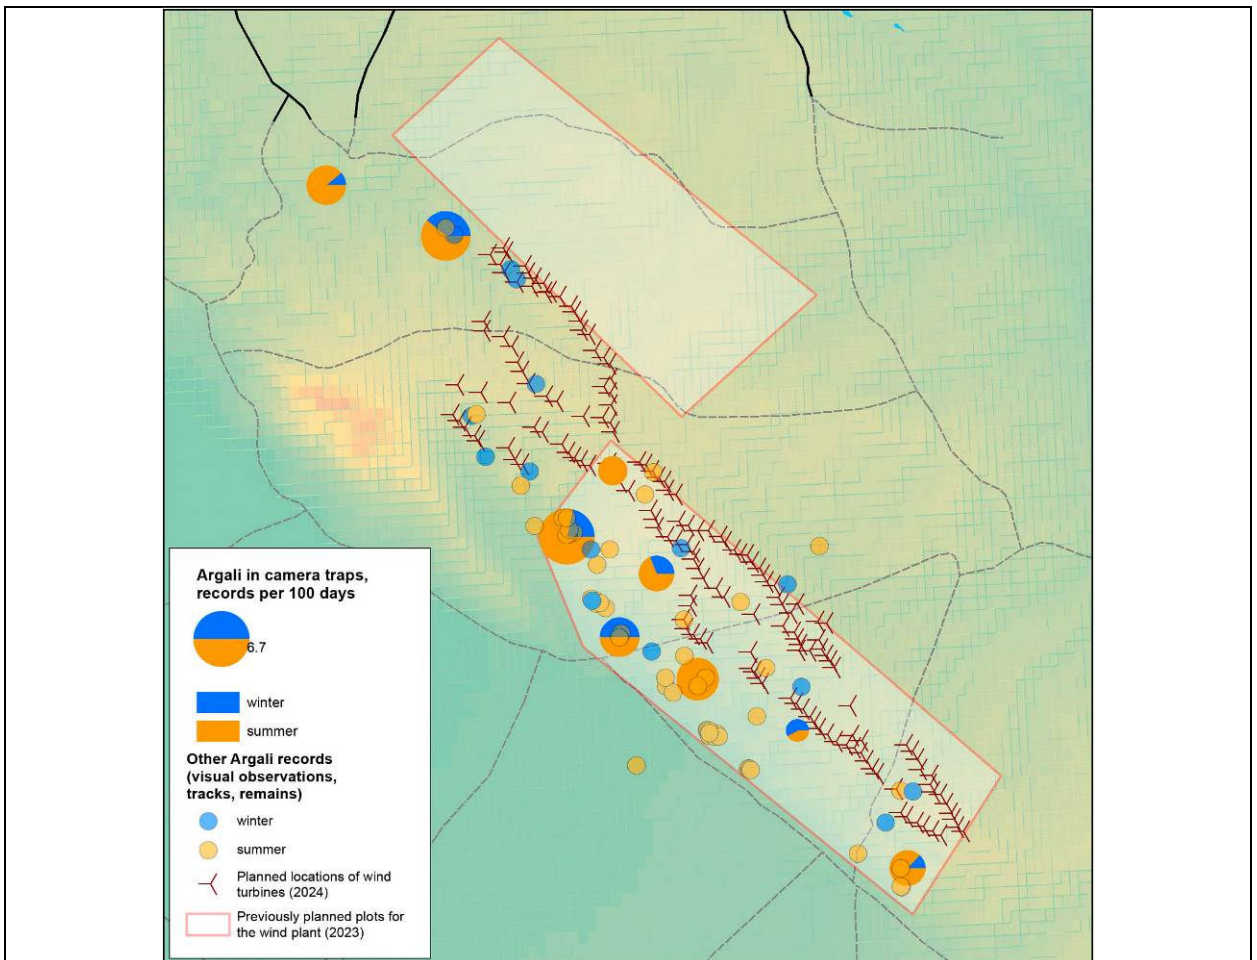 Argali in camera traps,
records per 100 days
6.7
winter
summer
Other Argali records
(visual observations,
tracks, remains)
winter
summer
Planned locations of wind
turbines (2024)
Previously planned plots for
the wind plant (2023)